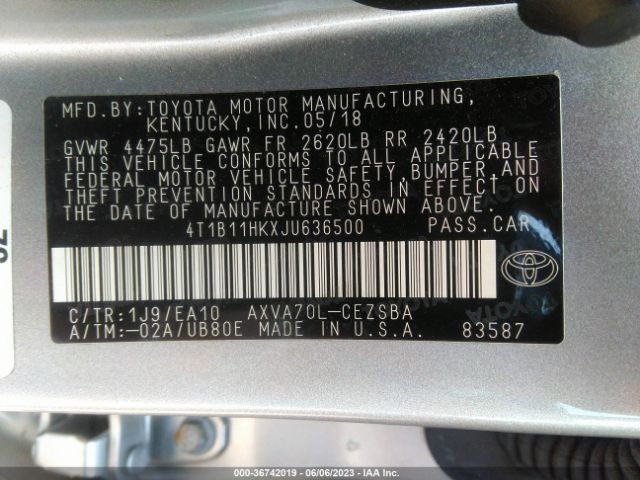 MFD.BY:TOYOTA MOTOR MANUFACTURING,
KENTUCKY,INC.05/18
GVWR 4475LB GAWR FR 2620LB RR 2420LB
THIS VEHICLE CONFORMS TO ALL APPLICABLE
FEDERAL MOTOR VEHICLE SAFETY,BUMPER,AND
THEFT PREVENTION STANDARDS IN EFFECT ON
THE DATE OF MANUFACTURE SHOWN ABOVE.
4T1B11HKXJU636500 PASS.CAR
C/TR:1J9/EA10 AXVA70L-CEZSBA
A/TM:-02A/UB80E MADE IN U.S.A. 83587
TOYOTA
000-36742019 - 06/06/2023 - IAA Inc.